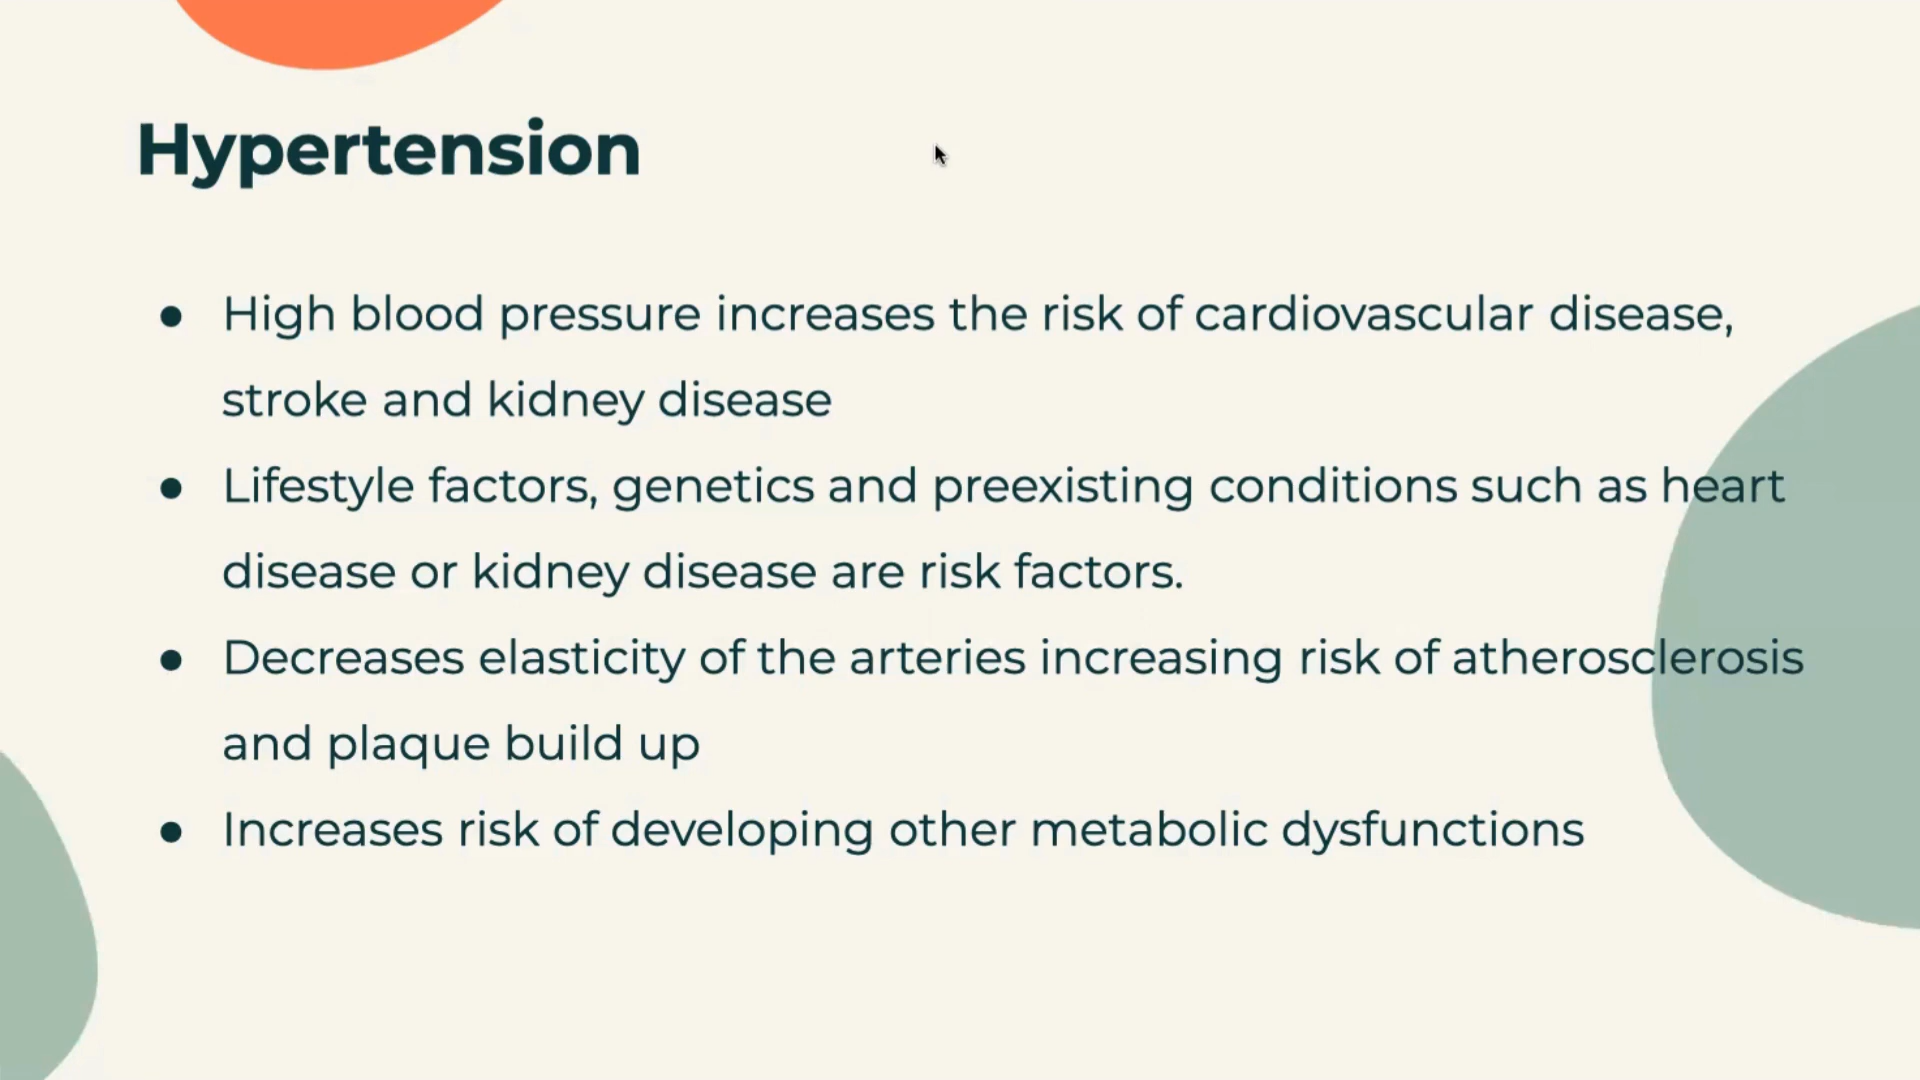 Hypertension
● High blood pressure increases the risk of cardiovascular disease,
stroke and kidney disease
● Lifestyle factors, genetics and preexisting conditions such as heart
disease or kidney disease are risk factors.
● Decreases elasticity of the arteries increasing risk of atherosclerosis
and plaque build up
● Increases risk of developing other metabolic dysfunctions